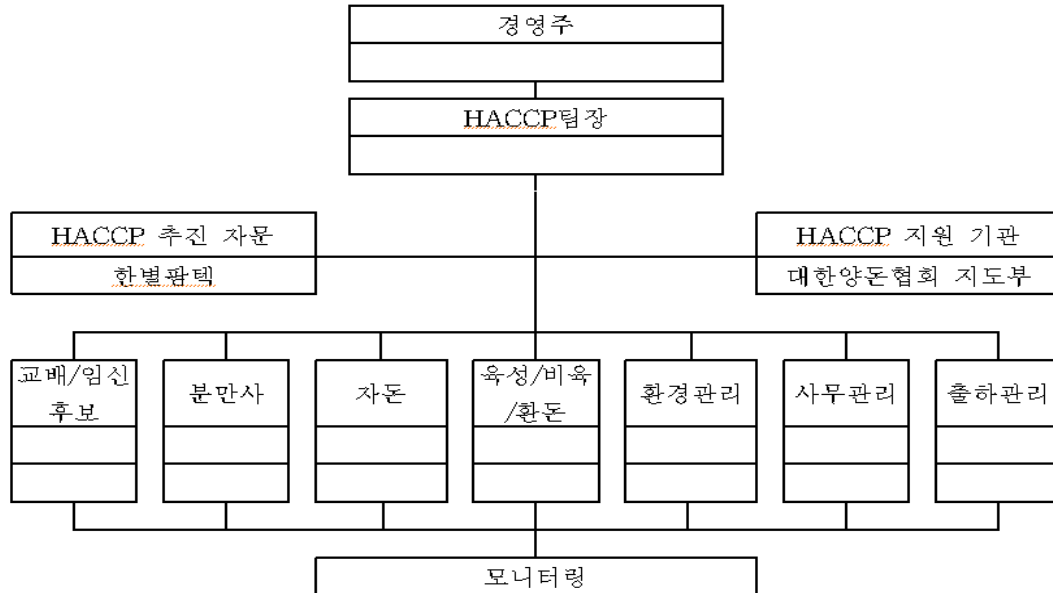 경영주
HACCP팀장
HACCP 추진 자문
한별팜텍
HACCP 지원 기관
대한양돈협회 지도부
교배/임신
후보
분만사
자돈
육성/비육
/환돈
환경관리
사무관리
출하관리
모니터링